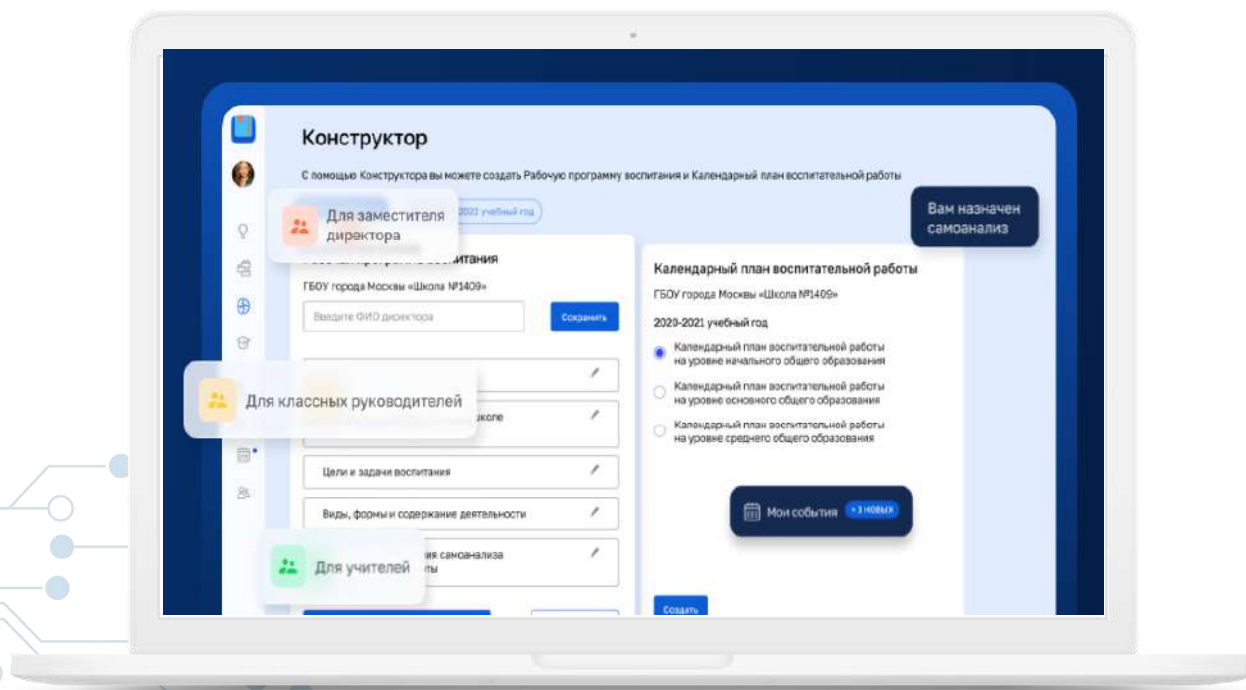 Конструктор
С помощью Конструктора вы можете создать Рабочую программу воспитания и Календарный план воспитательной работы
Для заместителя
директора
2022 учебный год
Вам назначен
самоанализ
ГБОУ города Москвы «Школа №1409»
Введите ФИО директора
Сохранить
Для классных руководителей
школе
Цели и задачи воспитания
Виды, формы и содержание деятельности
самоанализа
Для учителей
Календарный план воспитательной работы
ГБОУ города Москвы «Школа №1409»
2020-2021 учебный год
Календарный план воспитательной работы
на уровне начального общего образования
Календарный план воспитательной работы
на уровне основного общего образования
Календарный план воспитательной работы
на уровне среднего общего образования
Мои события
+3 НОВЫХ
Создать